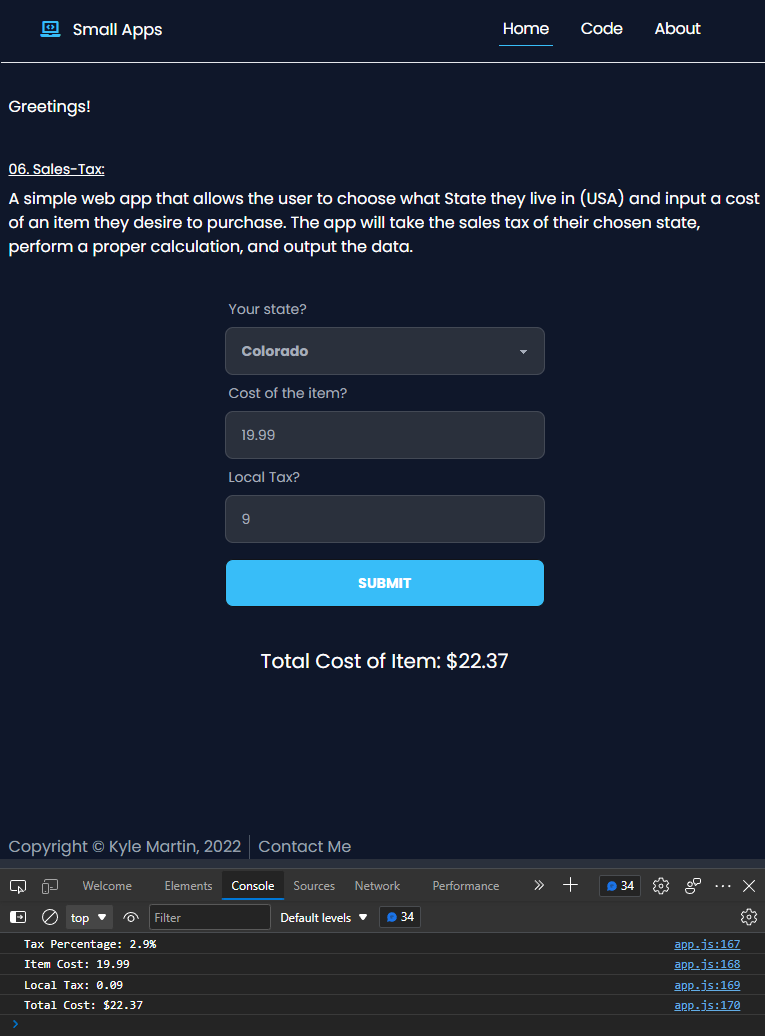 Small Apps Home Code About
Greetings!
06. Sales-Tax:
A simple web app that allows the user to choose what State they live in (USA) and input a cost
of an item they desire to purchase. The app will take the sales tax of their chosen state,
perform a proper calculation, and output the data.
Your state?
Colorado
Cost of the item?
19.99
Local Tax?
9
SUBMIT
Total Cost of Item: $22.37
Copyright © Kyle Martin, 2022 Contact Me
Welcome Elements Console Sources Network Performance 34
top Filter Default levels 34
Tax Percentage: 2.9% app.js:167
Item Cost: 19.99 app.js:168
Local Tax: 0.09 app.js:169
Total Cost: $22.37 app.js:170